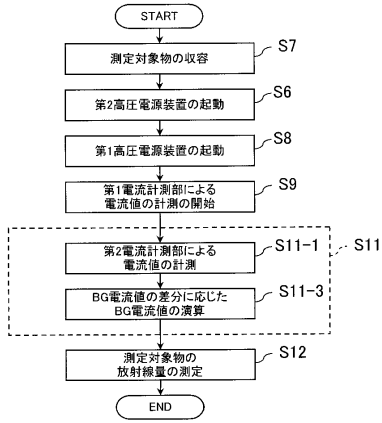 START
測定対象物の収容
S7
第2高圧電源装置の起動
S6
第1高圧電源装置の起動
S8
第1電流計測部による
電流値の計測の開始
S9
第2電流計測部による
電流値の計測
S11-1
S11
BG電流値の差分に応じた
BG電流値の演算
S11-3
測定対象物の
放射線量の測定
S12
END